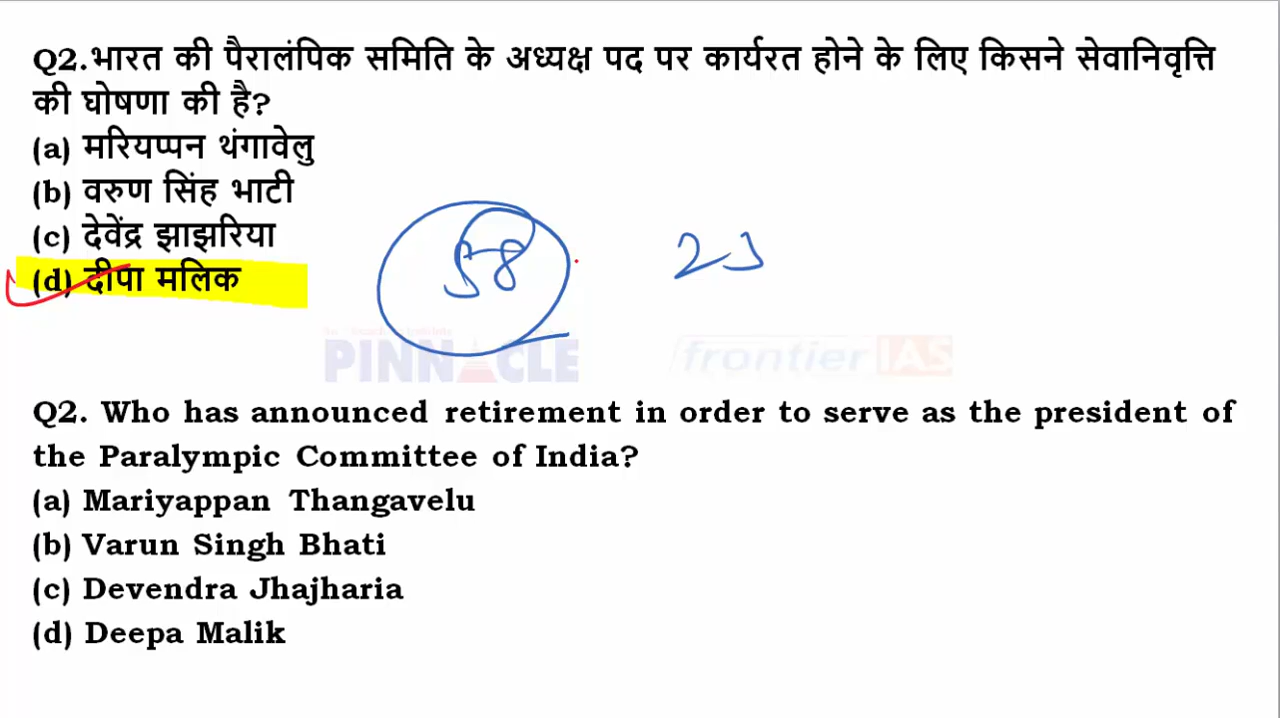 Q2.भारत की पैरालंपिक समिति के अध्यक्ष पद पर कार्यरत होने के लिए किसने सेवानिवृत्ति
की घोषणा की है?
(a) मरियप्पन थंगावेलु
(b) वरुण सिंह भाटी
(c) देवेंद्र झाझरिया
(d) दीपा मलिक
58
PINNACLE
frontier IAS
Q2. Who has announced retirement in order to serve as the president of
the Paralympic Committee of India?
(a) Mariyappan Thangavelu
(b) Varun Singh Bhati
(c) Devendra Jhajharia
(d) Deepa Malik